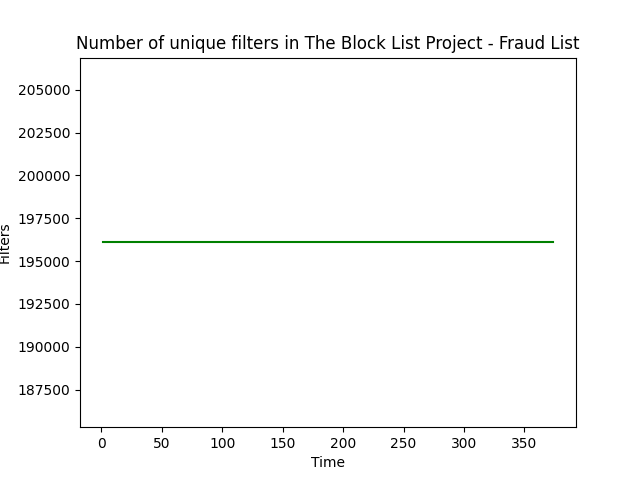 Number of unique filters in The Block List Project - Fraud List
205000
202500
200000
197500
195000
192500
190000
187500
Filters
0 50 100 150 200 250 300 350
Time